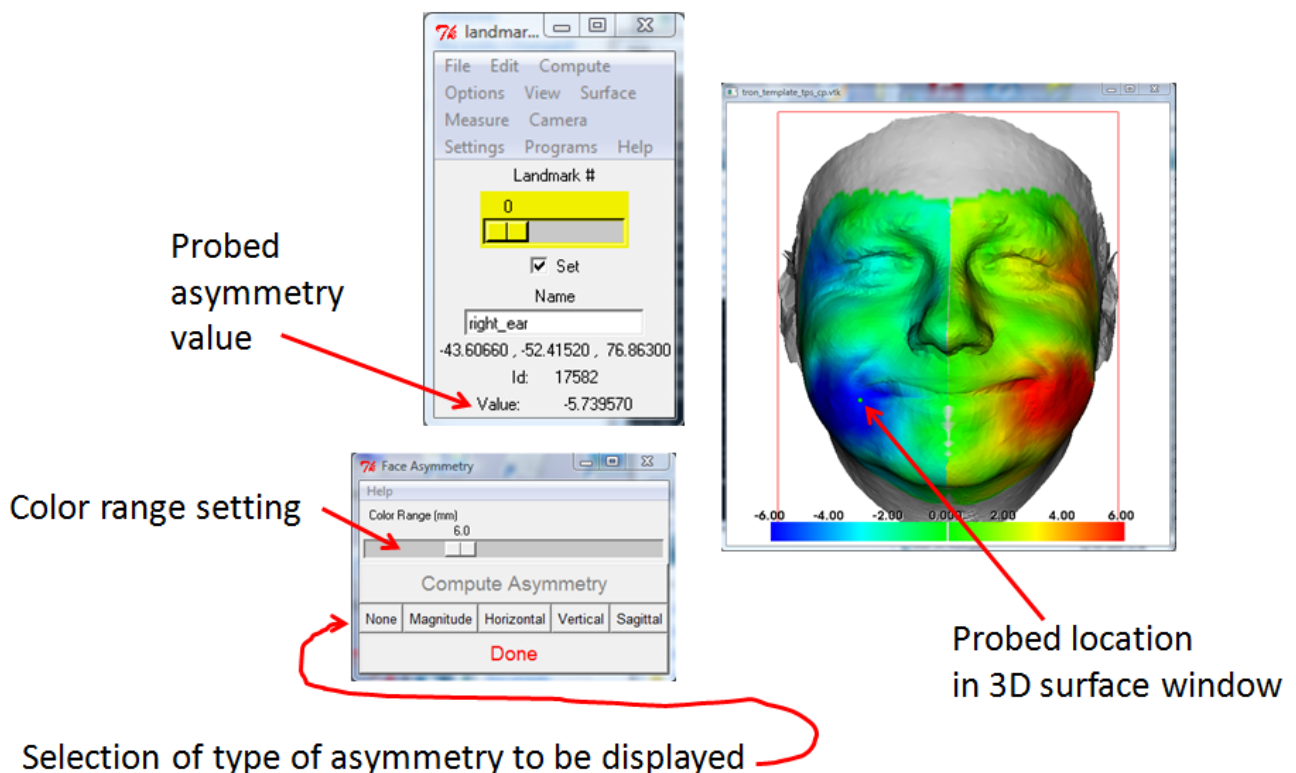 7% landmar...
File Edit Compute
Options View Surface
Measure Camera
Settings Programs Help
Landmark #
0
Set
Name
right_ear
-43.60660 , -52.41520 , 76.86300
Id: 17582
Value: -5.739570
tron_template_tps_cp.vtk
-6.00 -4.00 -2.00 0.000 2.00 4.00 6.00
Probed
asymmetry
value
7% Face Asymmetry
Help
Color Range (mm)
6.0
Compute Asymmetry
None Magnitude Horizontal Vertical Sagittal
Done
Color range setting
Probed location
in 3D surface window
Selection of type of asymmetry to be displayed